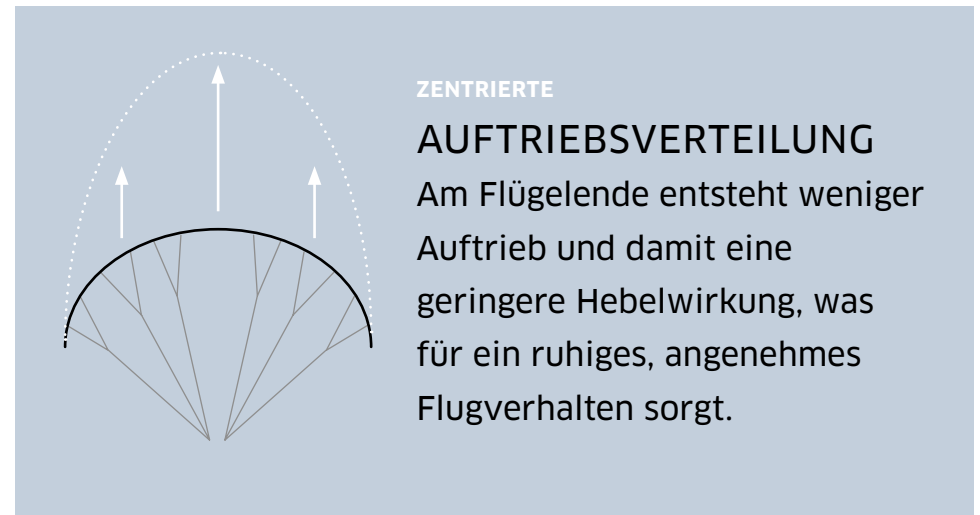 ZENTRIERTE
AUFTRIEBSVERTEILUNG
Am Flügelende entsteht weniger
Auftrieb und damit eine
geringere Hebelwirkung, was
für ein ruhiges, angenehmes
Flugverhalten sorgt.